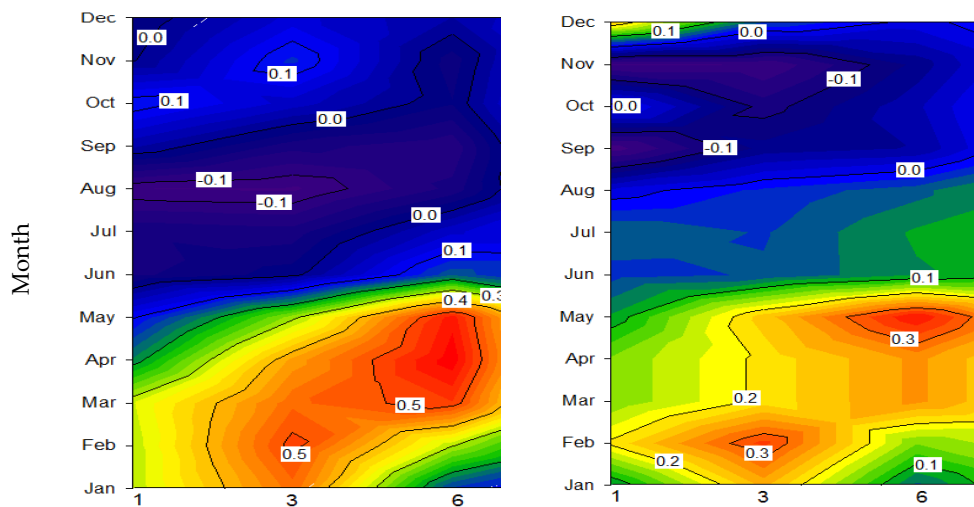 Month
Dec
Nov
Oct
Sep
Aug
Jul
Jun
May
Apr
Mar
Feb
Jan
1 3 6
0.0
0.1
0.1
0.0
-0.1
-0.1
0.0
0.1
0.4 0.3
0.5
0.5
Dec
Nov
Oct
Sep
Aug
Jul
Jun
May
Apr
Mar
Feb
Jan
1 3 6
0.1 0.0
-0.1
0.0
-0.1
0.0
0.1
0.3
0.2
0.3
0.2 0.1